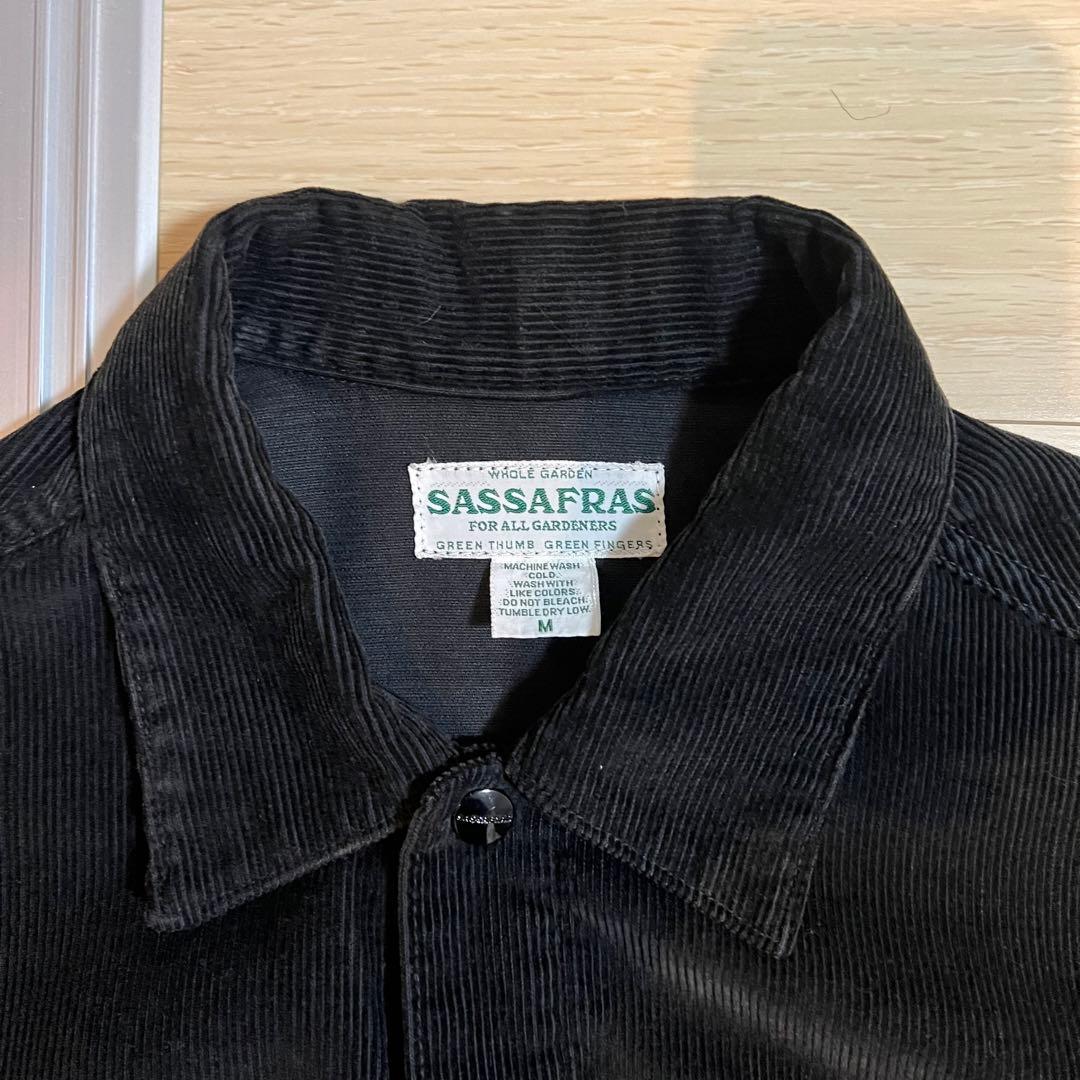 WHOLE GARDEN
SASSAFRAS
FOR ALL GARDENERS
GREEN THUMB GREEN FINGERS
MACHINE WASH
COLD.
WASH WITH
LIKE COLORS.
DO NOT BLEACH.
TUMBLE DRY LOW.
M